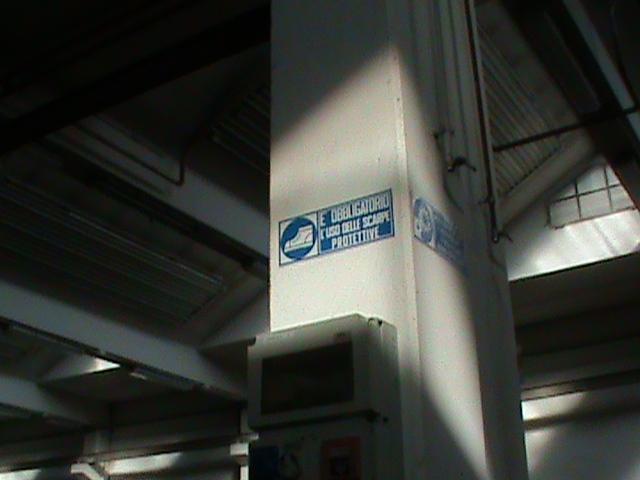 E' OBBLIGATORIO
L'USO DELLE SCARPE
PROTETTIVE